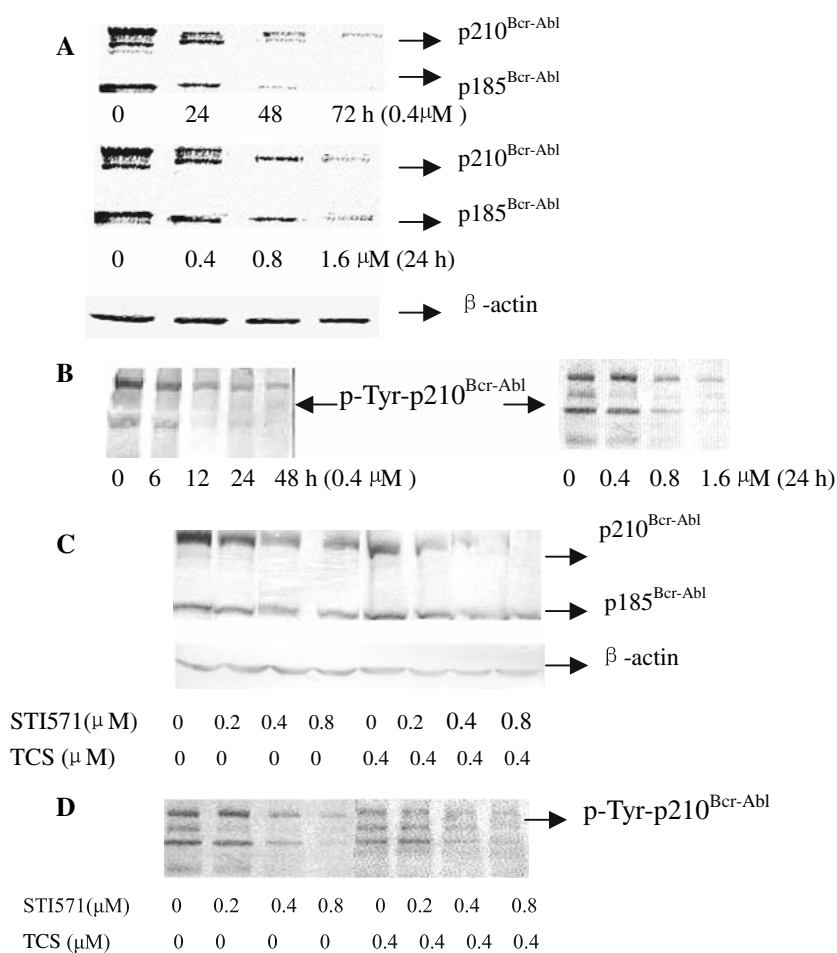 A
p210Bcr-Abl
p185Bcr-Abl
0 24 48 72 h (0.4μM )
p210Bcr-Abl
p185Bcr-Abl
0 0.4 0.8 1.6 μM (24 h)
β -actin
B
p-Tyr-p210Bcr-Abl
0 6 12 24 48 h (0.4 μM )
0 0.4 0.8 1.6 μM (24 h)
C
p210Bcr-Abl
p185Bcr-Abl
β -actin
STI571(μ M) 0 0.2 0.4 0.8 0 0.2 0.4 0.8
TCS (μ M) 0 0 0 0 0.4 0.4 0.4 0.4
D
p-Tyr-p210Bcr-Abl
STI571(μM) 0 0.2 0.4 0.8 0 0.2 0.4 0.8
TCS (μM) 0 0 0 0 0.4 0.4 0.4 0.4